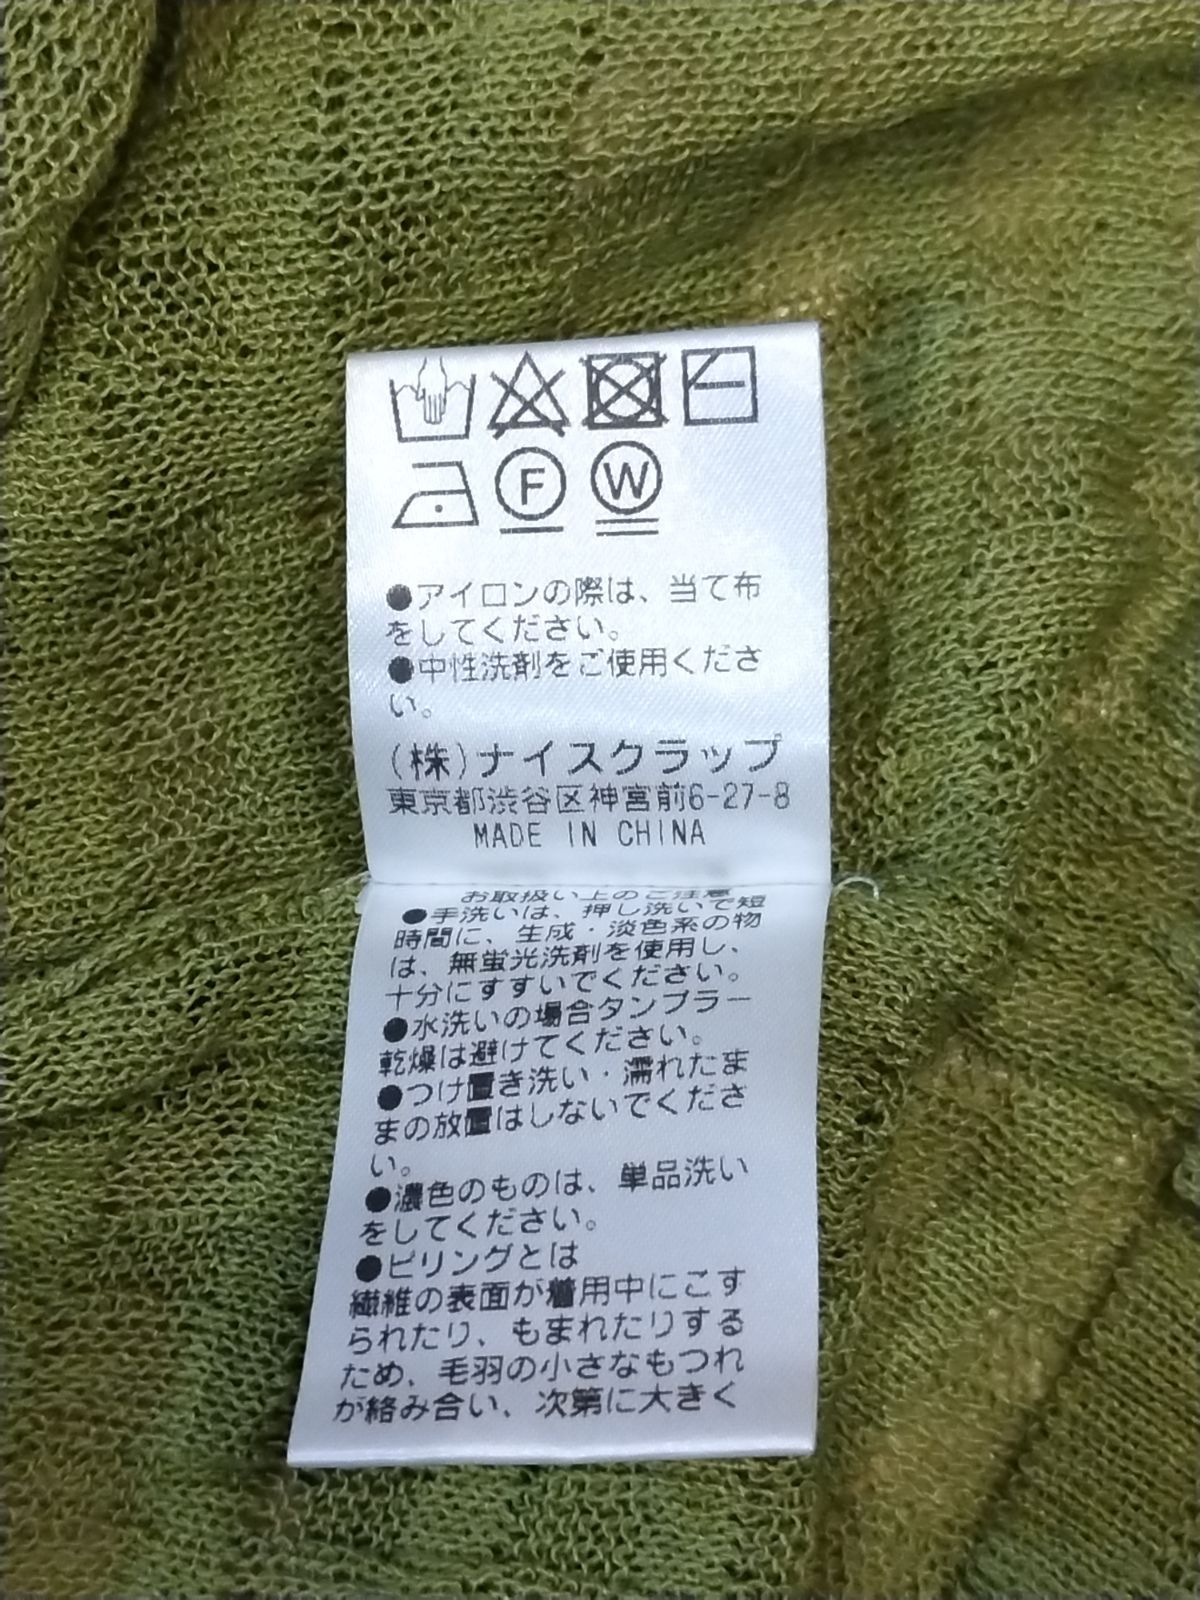 F W
●アイロンの際は、当て布
をしてください。
●中性洗剤をご使用くださ
い。
(株)ナイスクラップ
東京都渋谷区神宮前6-27-8
MADE IN CHINA
お取扱い上のご注意
●手洗いは、押し洗いで短
時間に、生成・淡色系の物
は、無蛍光洗剤を使用し、
十分にすすいでください。
●水洗いの場合タンブラー
乾燥は避けてください。
●つけ置き洗い・濡れたま
まの放置はしないでくださ
い。
●濃色のものは、単品洗い
をしてください。
●ピリングとは
繊維の表面が着用中にこす
られたり、もまれたりする
ため、毛羽の小さなもつれ
が絡み合い、次第に大きく